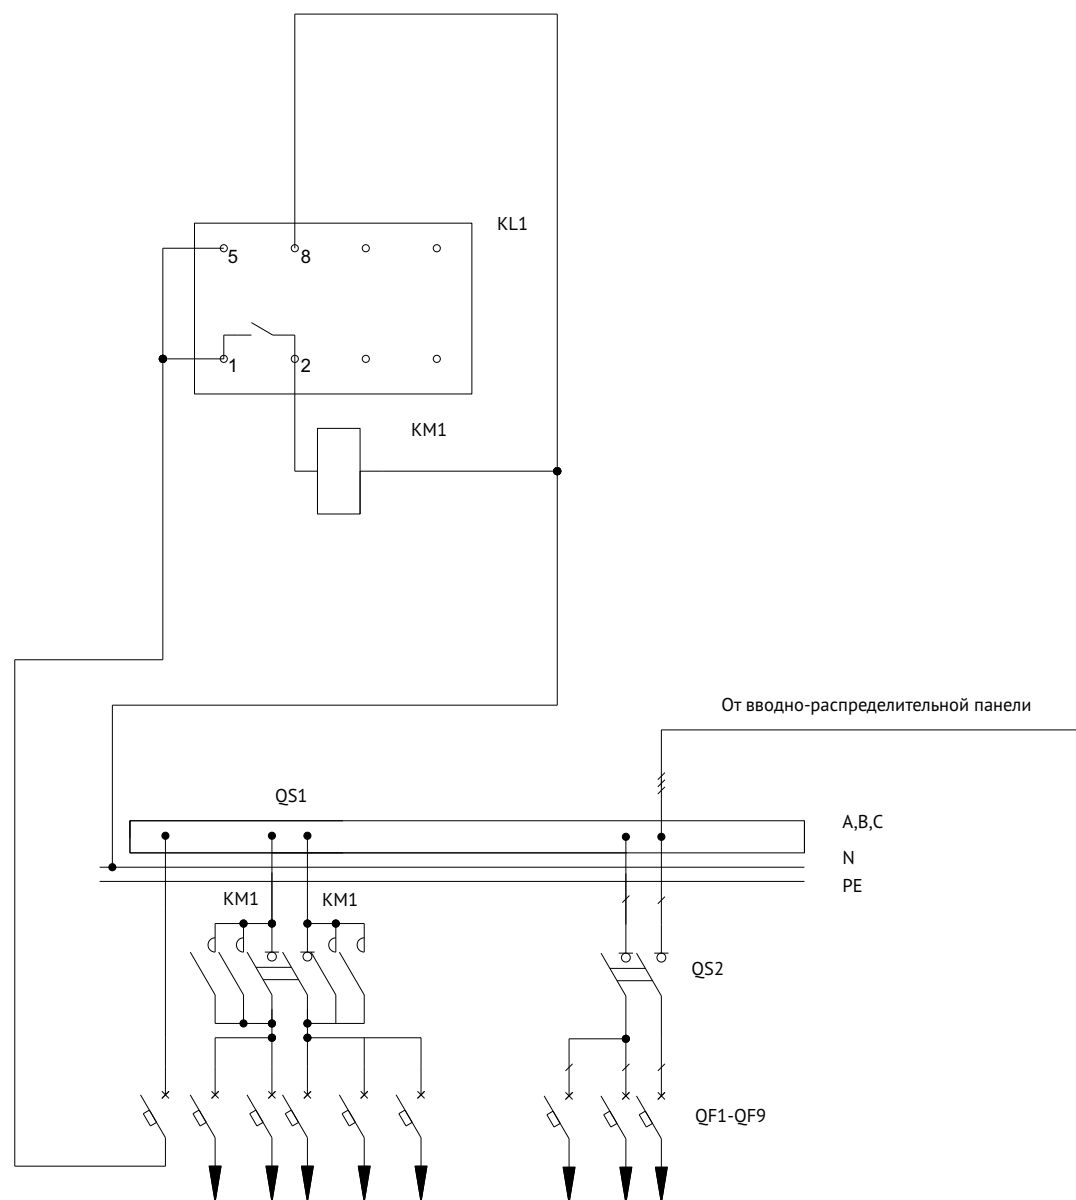 KL1
5
8
1
2
KM1
От вводно-распределительной панели
QS1
A,B,C
N
PE
KM1
KM1
QS2
QF1-QF9